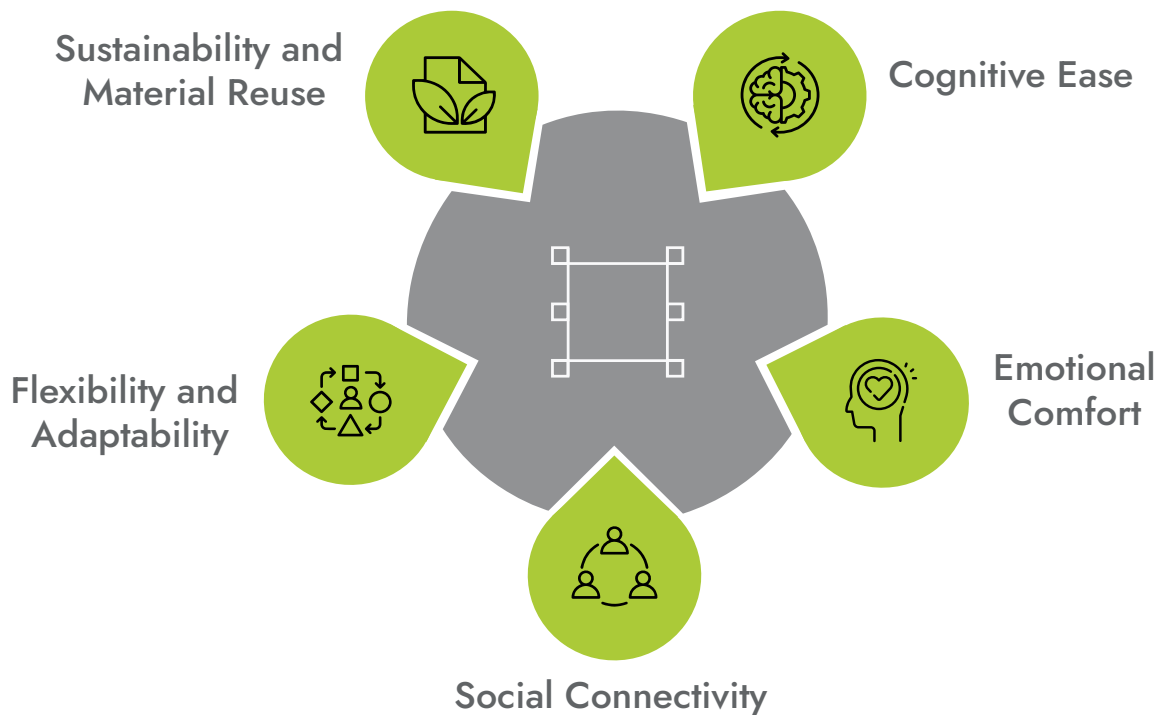 Sustainability and
Material Reuse
Cognitive Ease
Flexibility and
Adaptability
Emotional
Comfort
Social Connectivity